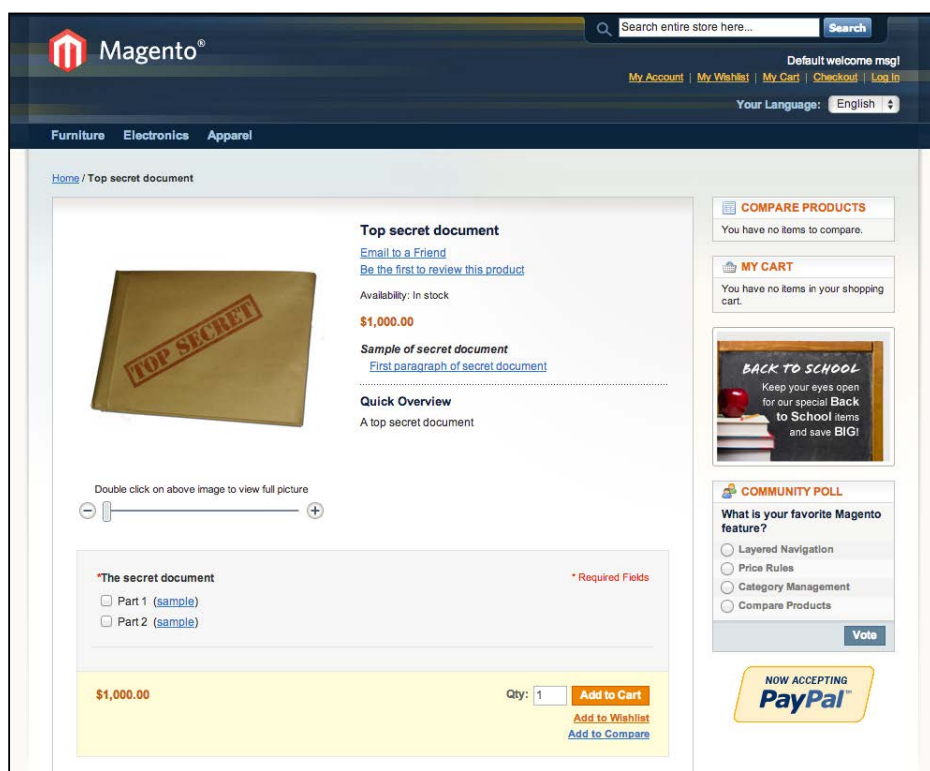 Magento®
Search entire store here...
Search
Default welcome msg!
My Account | My Wishlist | My Cart | Checkout | Log In
Your Language: English
Furniture Electronics Apparel
Home / Top secret document
TOP SECRET
Top secret document
Email to a Friend
Be the first to review this product
Availability: In stock
$1,000.00
Sample of secret document
First paragraph of secret document
Quick Overview
A top secret document
Double click on above image to view full picture
*The secret document
* Required Fields
Part 1 (sample)
Part 2 (sample)
$1,000.00
Qty: 1 Add to Cart
Add to Wishlist
Add to Compare
COMPARE PRODUCTS
You have no items to compare.
MY CART
You have no items in your shopping
cart.
BACK TO SCHOOL
Keep your eyes open
for our special Back
to School items
and save BIG!
COMMUNITY POLL
What is your favorite Magento
feature?
Layered Navigation
Price Rules
Category Management
Compare Products
Vote
NOW ACCEPTING
PayPal™